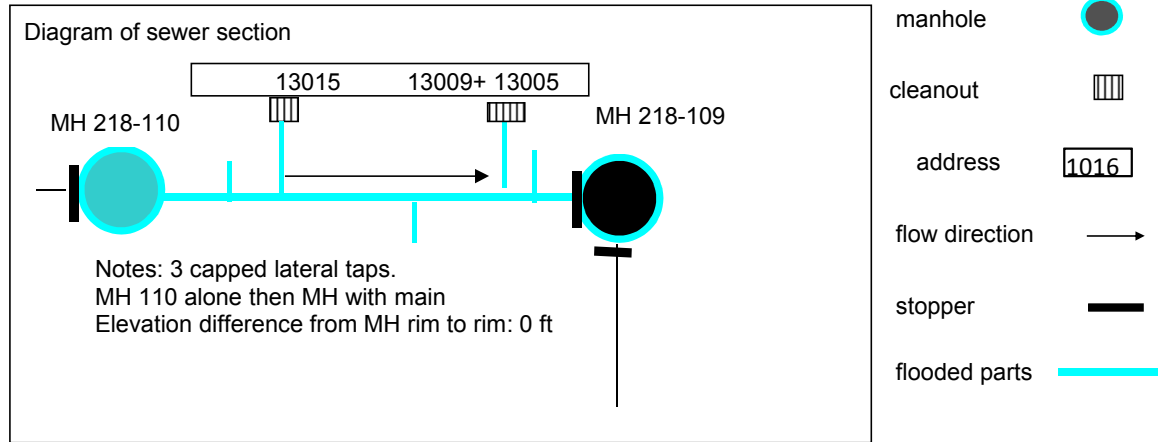 Diagram of sewer section
13015 13009+ 13005
MH 218-110
MH 218-109
Notes: 3 capped lateral taps.
MH 110 alone then MH with main
Elevation difference from MH rim to rim: 0 ft
manhole
cleanout
address 1016
flow direction
stopper
flooded parts